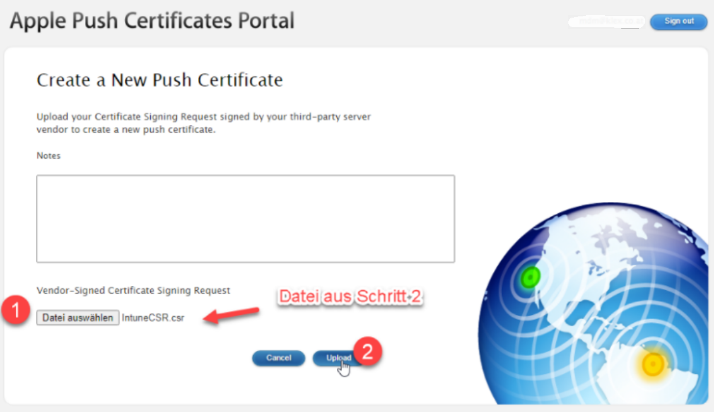 Apple Push Certificates Portal
Sign out
Create a New Push Certificate
Upload your Certificate Signing Request signed by your third-party server
vendor to create a new push certificate.
Notes
Vendor-Signed Certificate Signing Request
Datei aus Schritt 2
1
Datei auswählen IntuneCSR.csr
Cancel
Upload
2